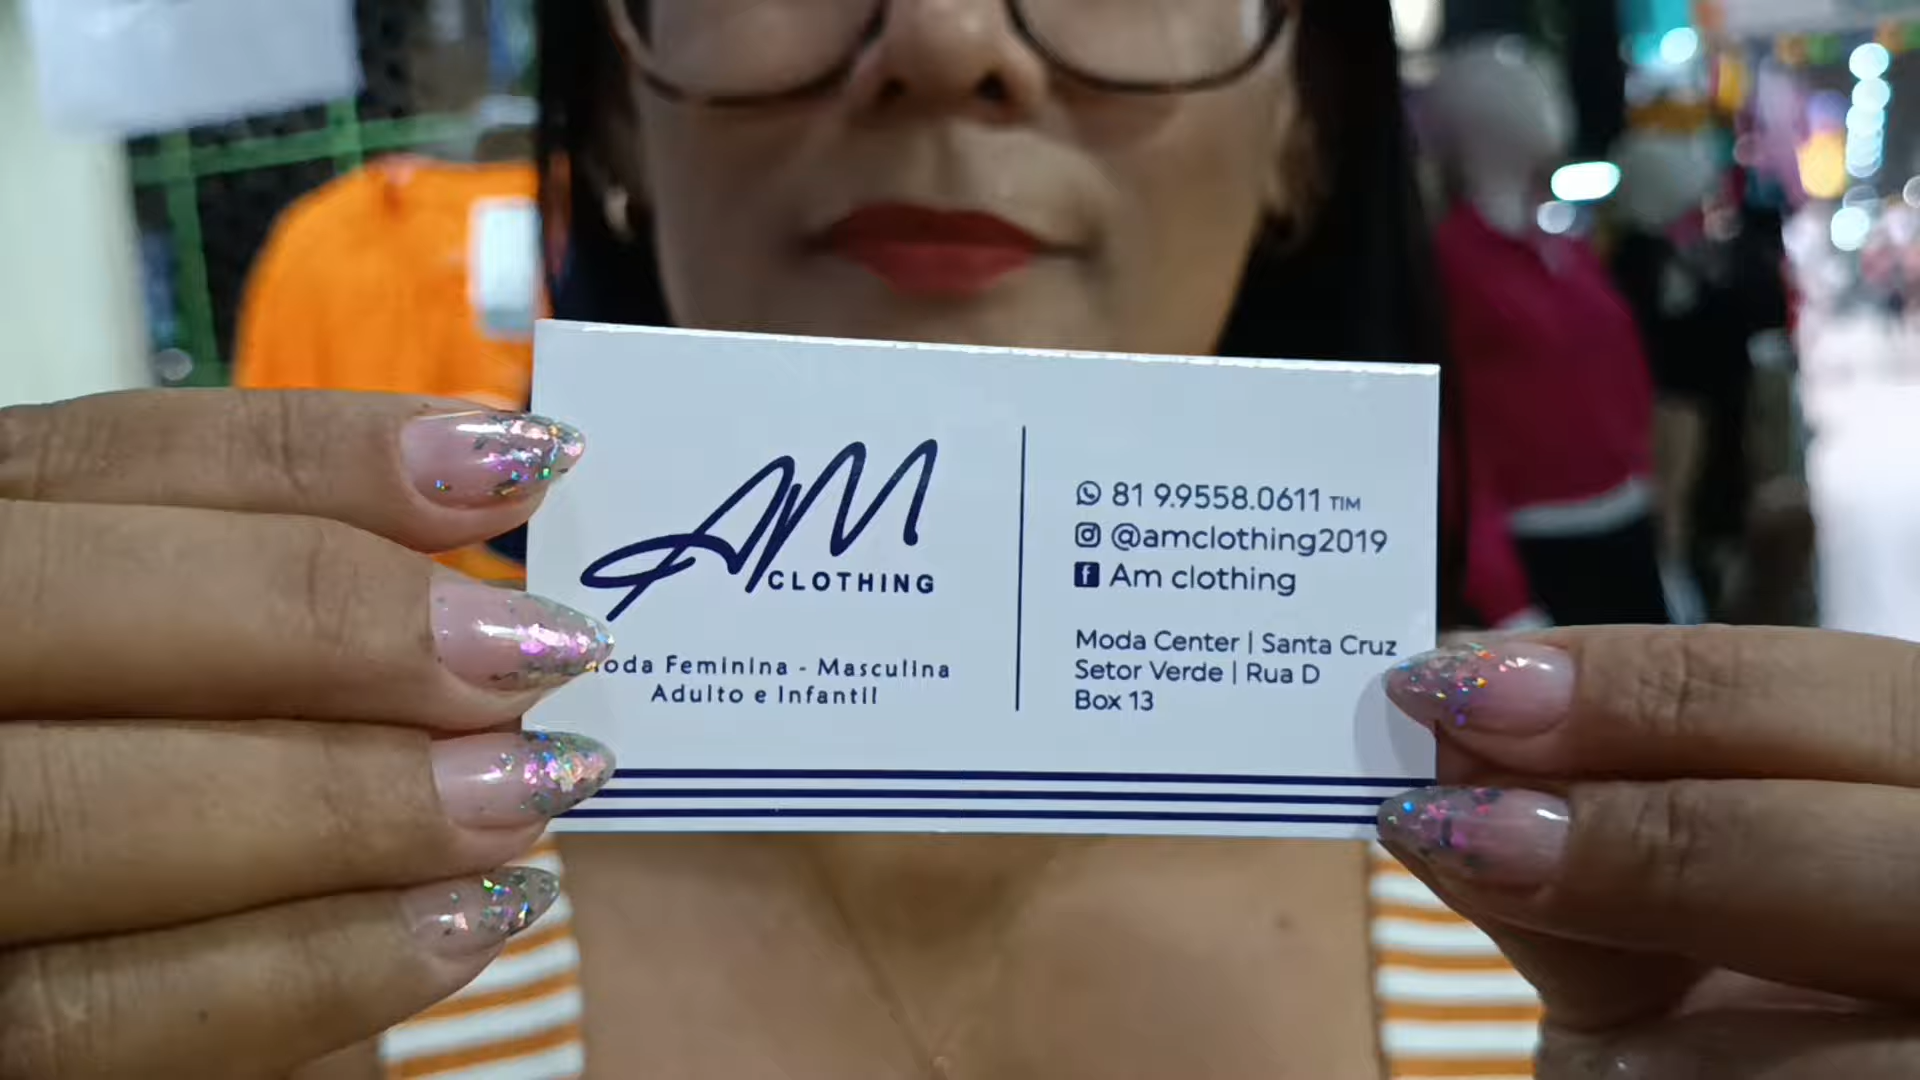 AM
CLOTHING
Moda Feminina - Masculina
Adulto e Infantil
81 9.9558.0611 TIM
@amclothing2019
Am clothing
Moda Center | Santa Cruz
Setor Verde | Rua D
Box 13